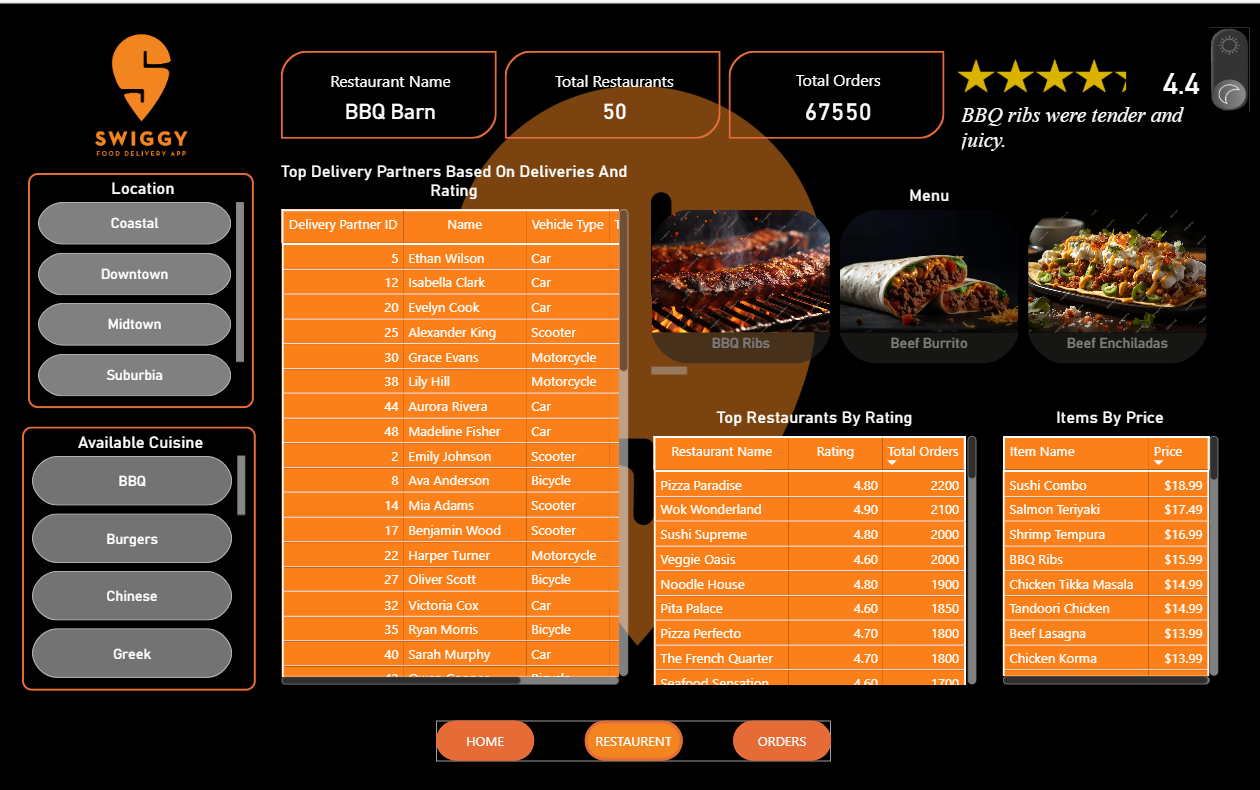 SWIGGY
FOOD DELIVERY APP
Restaurant Name
BBQ Barn
Total Restaurants
50
Total Orders
67550
4.4
BBQ ribs were tender and
juicy.
Location
Coastal
Downtown
Midtown
Suburbia
Available Cuisine
BBQ
Burgers
Chinese
Greek
Top Delivery Partners Based On Deliveries And
Rating
Delivery Partner ID Name Vehicle Type T
5 Ethan Wilson Car
12 Isabella Clark Car
20 Evelyn Cook Car
25 Alexander King Scooter
30 Grace Evans Motorcycle
38 Lily Hill Motorcycle
44 Aurora Rivera Car
48 Madeline Fisher Car
2 Emily Johnson Scooter
8 Ava Anderson Bicycle
14 Mia Adams Scooter
17 Benjamin Wood Scooter
22 Harper Turner Motorcycle
27 Oliver Scott Bicycle
32 Victoria Cox Car
35 Ryan Morris Bicycle
40 Sarah Murphy Car
Menu
BBQ Ribs
Beef Burrito
Beef Enchiladas
Top Restaurants By Rating
Restaurant Name Rating Total Orders
Pizza Paradise 4.80 2200
Wok Wonderland 4.90 2100
Sushi Supreme 4.80 2000
Veggie Oasis 4.60 2000
Noodle House 4.80 1900
Pita Palace 4.60 1850
Pizza Perfecto 4.70 1800
The French Quarter 4.70 1800
Seafood Sensation 4.60 1700
Items By Price
Item Name Price
Sushi Combo $18.99
Salmon Teriyaki $17.49
Shrimp Tempura $16.99
BBQ Ribs $15.99
Chicken Tikka Masala $14.99
Tandoori Chicken $14.99
Beef Lasagna $13.99
Chicken Korma $13.99
HOME
RESTAURENT
ORDERS